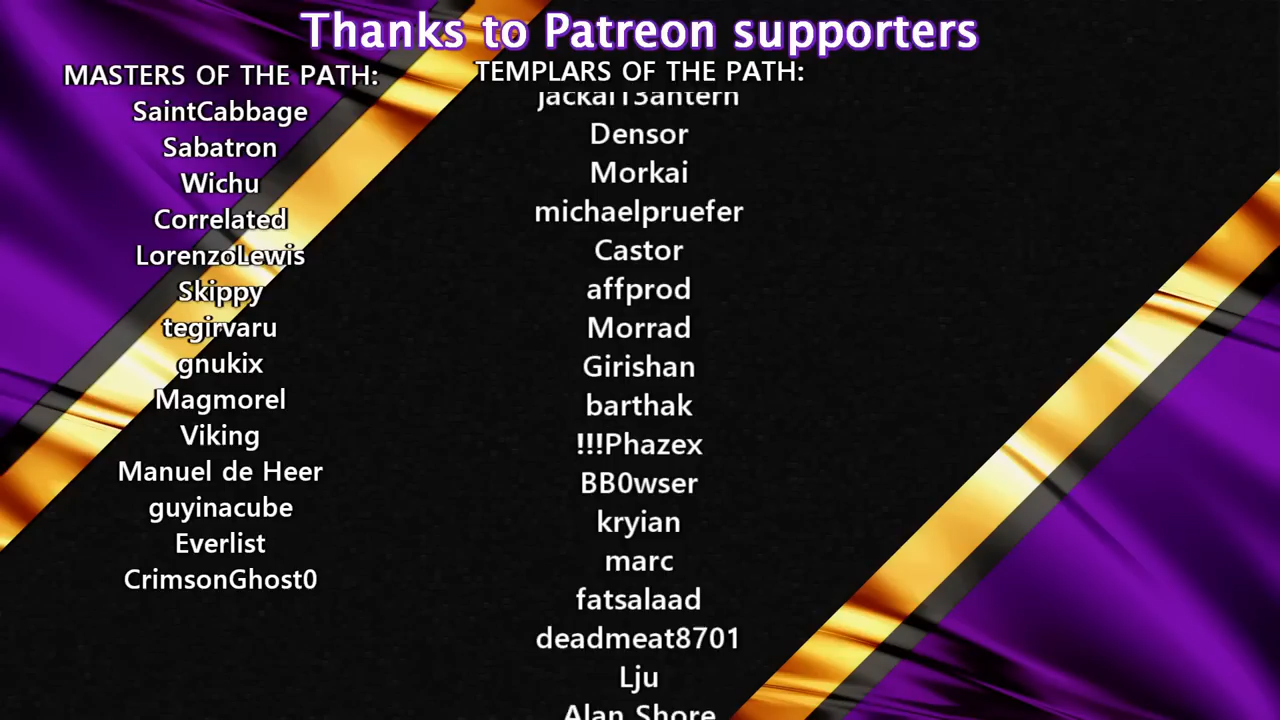 Thanks to Patreon supporters
MASTERS OF THE PATH:
SaintCabbage
Sabatron
Wichu
Correlated
LorenzoLewis
Skippy
tegirvaru
gnukix
Magmorel
Viking
Manuel de Heer
guyinacube
Everlist
CrimsonGhost0
TEMPLARS OF THE PATH:
Densor
Morkai
michaelpruefer
Castor
affprod
Morrad
Girishan
barthak
!!!Phazex
BB0wser
kryian
marc
fatsalaad
deadmeat8701
Lju
Alan Shore